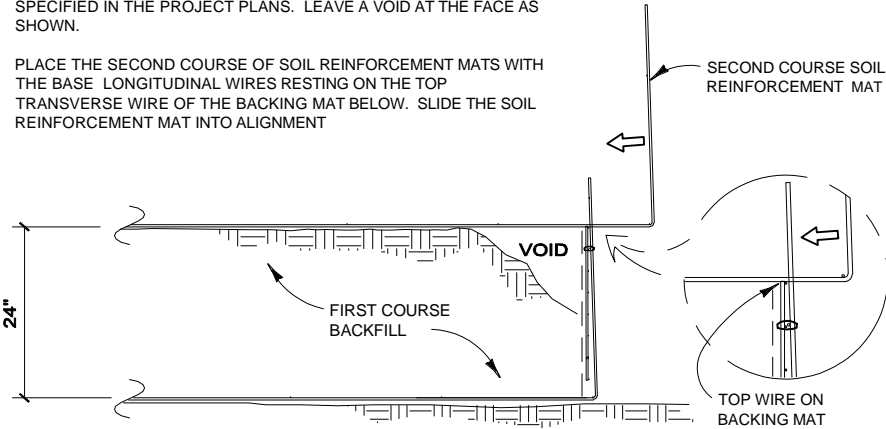 SPECIFIED IN THE PROJECT PLANS. LEAVE A VOID AT THE FACE AS
SHOWN.
PLACE THE SECOND COURSE OF SOIL REINFORCEMENT MATS WITH
THE BASE LONGITUDINAL WIRES RESTING ON THE TOP
TRANSVERSE WIRE OF THE BACKING MAT BELOW. SLIDE THE SOIL
REINFORCEMENT MAT INTO ALIGNMENT
SECOND COURSE SOIL
REINFORCEMENT MAT
VOID
FIRST COURSE
BACKFILL
24"
TOP WIRE ON
BACKING MAT